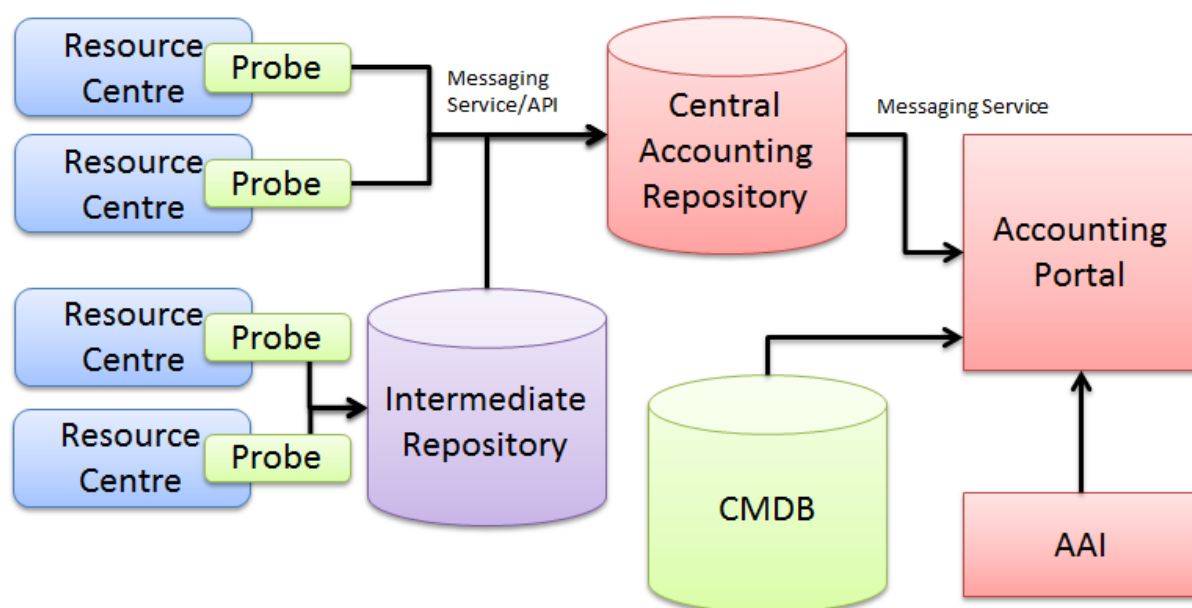 Resource
Centre
Probe
Messaging
Service/API
Central
Accounting
Repository
Messaging Service
Resource
Centre
Probe
Accounting
Portal
Resource
Centre
Probe
Intermediate
Repository
Resource
Centre
Probe
CMDB
AAI